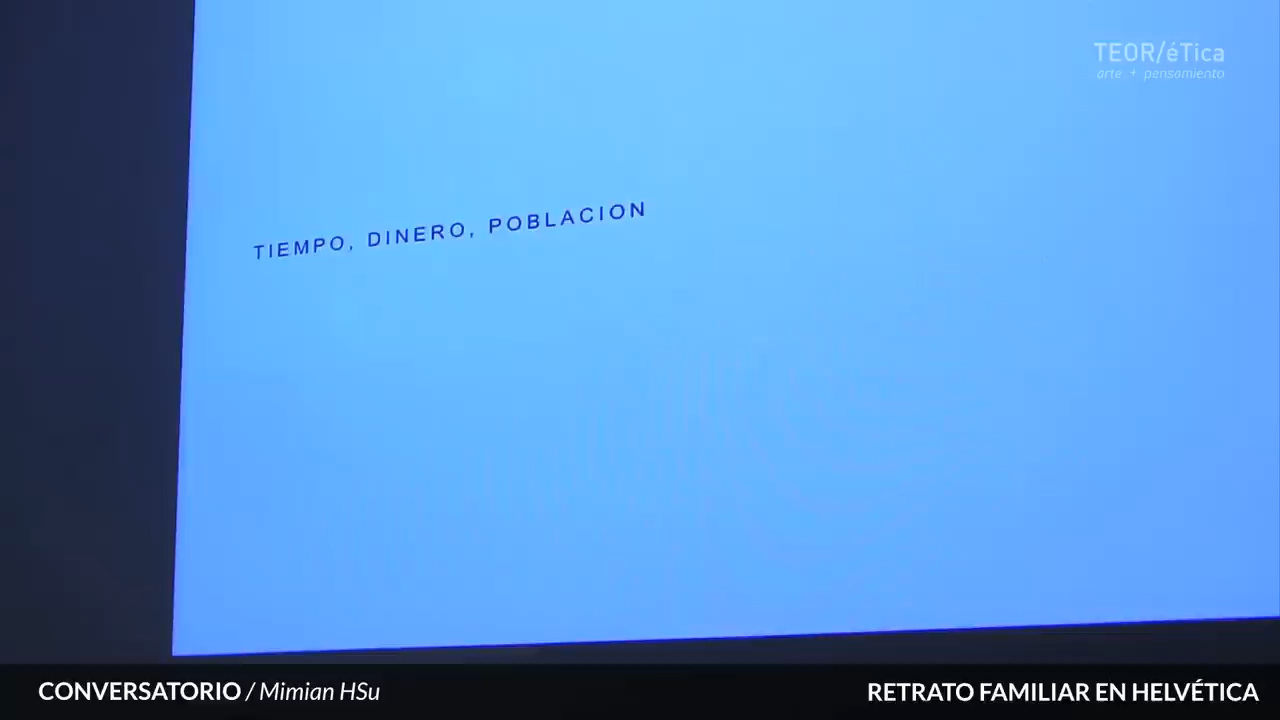 TEOR/éTica
arte + pensamiento
TIEMPO, DINERO, POBLACION
CONVERSATORIO / Mimian HSu
RETRATO FAMILIAR EN HELVÉTICA